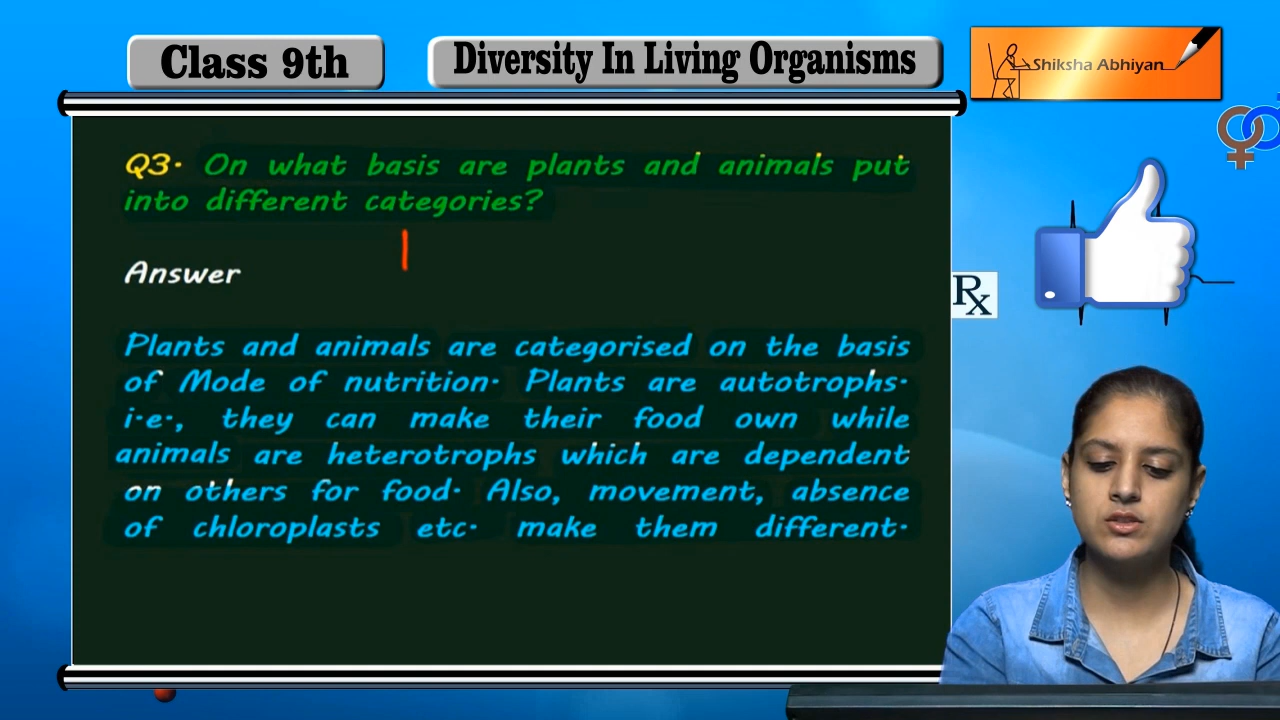 Class 9th
Diversity In Living Organisms
Shiksha Abhiyan
Q3. On what basis are plants and animals put
into different categories?
Answer
Plants and animals are categorised on the basis
of Mode of nutrition. Plants are autotrophs.
i.e., they can make their food own while
animals are heterotrophs which are dependent
on others for food. Also, movement, absence
of chloroplasts etc. make them different.
Rx